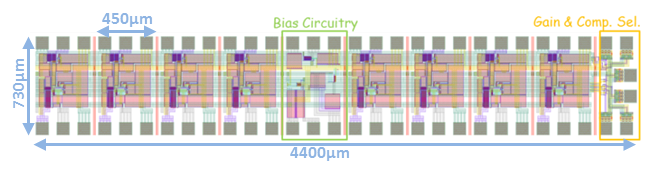 450µm
Bias Circuitry
Gain & Comp. Sel.
730µm
4400µm